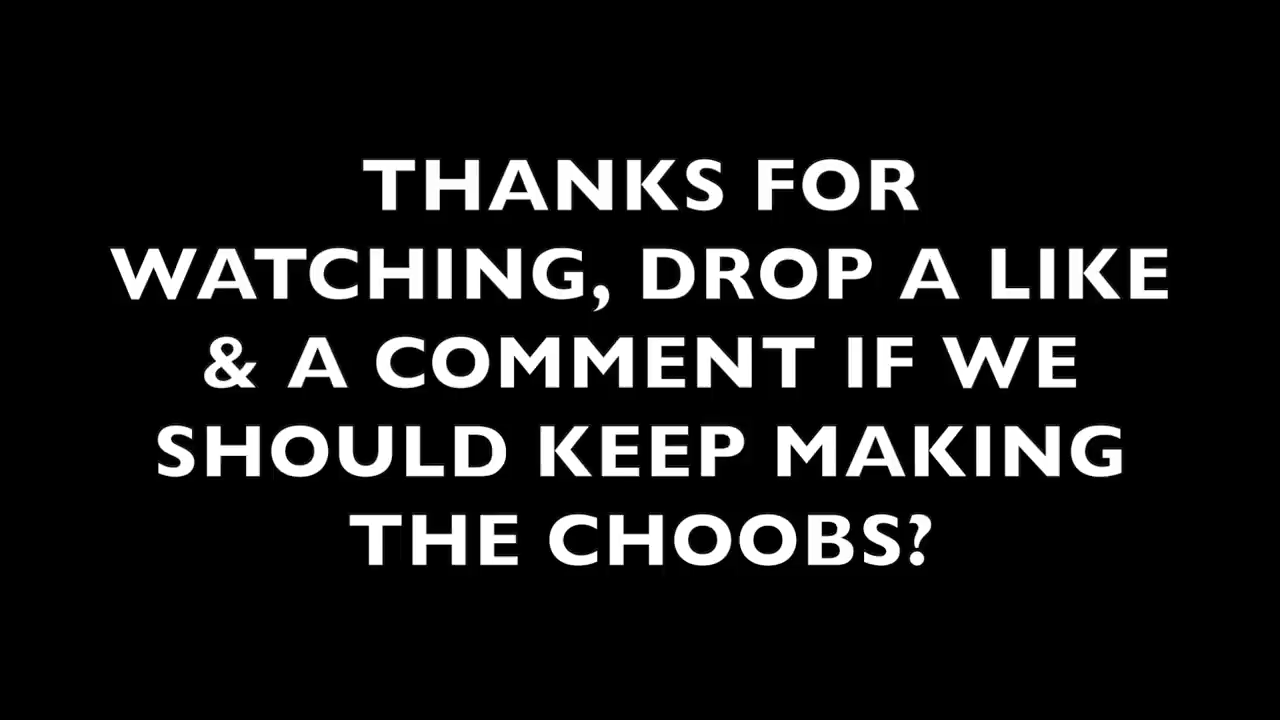 THANKS FOR
WATCHING, DROP A LIKE
& A COMMENT IF WE
SHOULD KEEP MAKING
THE CHOOBS?